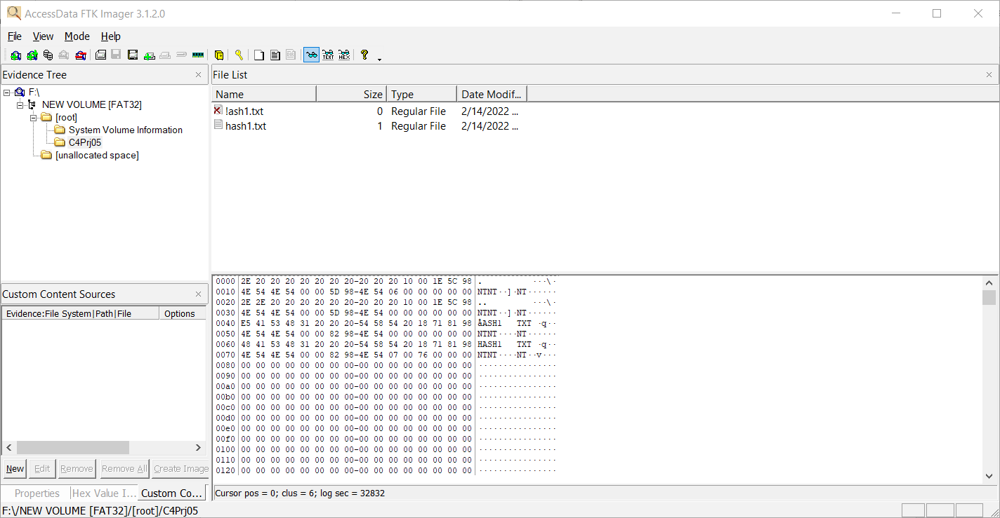 AccessData FTK Imager 3.1.2.0
File View Mode Help
TEXT HEX
Evidence Tree
F:\
NEW VOLUME [FAT32]
[root]
System Volume Information
C4Prj05
[unallocated space]
File List
Name Size Type Date Modif...
!ash1.txt 0 Regular File 2/14/2022 ...
hash1.txt 1 Regular File 2/14/2022 ...
Custom Content Sources
Evidence:File System|Path|File Options
New Edit Remove Remove All Create Image
Properties Hex Value I... Custom Co...
0000 2E 20 20 20 20 20 20 20-20 20 20 10 00 1E 5C 98 .          ···\·
0010 4E 54 4E 54 00 00 5D 98-4E 54 06 00 00 00 00 00 NTNT··]·NT······
0020 2E 2E 20 20 20 20 20 20-20 20 20 10 00 1E 5C 98 ..         ···\·
0030 4E 54 4E 54 00 00 5D 98-4E 54 00 00 00 00 00 00 NTNT··]·NT······
0040 E5 41 53 48 31 20 20 20-54 58 54 20 18 71 81 98 åASH1   TXT ·q··
0050 4E 54 4E 54 00 00 82 98-4E 54 00 00 00 00 00 00 NTNT····NT······
0060 48 41 53 48 31 20 20 20-54 58 54 20 18 71 81 98 HASH1   TXT ·q··
0070 4E 54 4E 54 00 00 82 98-4E 54 07 00 76 00 00 00 NTNT····NT··v···
0080 00 00 00 00 00 00 00 00-00 00 00 00 00 00 00 00 ················
0090 00 00 00 00 00 00 00 00-00 00 00 00 00 00 00 00 ················
00a0 00 00 00 00 00 00 00 00-00 00 00 00 00 00 00 00 ················
00b0 00 00 00 00 00 00 00 00-00 00 00 00 00 00 00 00 ················
00c0 00 00 00 00 00 00 00 00-00 00 00 00 00 00 00 00 ················
00d0 00 00 00 00 00 00 00 00-00 00 00 00 00 00 00 00 ················
00e0 00 00 00 00 00 00 00 00-00 00 00 00 00 00 00 00 ················
00f0 00 00 00 00 00 00 00 00-00 00 00 00 00 00 00 00 ················
0100 00 00 00 00 00 00 00 00-00 00 00 00 00 00 00 00 ················
0110 00 00 00 00 00 00 00 00-00 00 00 00 00 00 00 00 ················
0120 00 00 00 00 00 00 00 00-00 00 00 00 00 00 00 00 ················
Cursor pos = 0; clus = 6; log sec = 32832
F:\/NEW VOLUME [FAT32]/[root]/C4Prj05